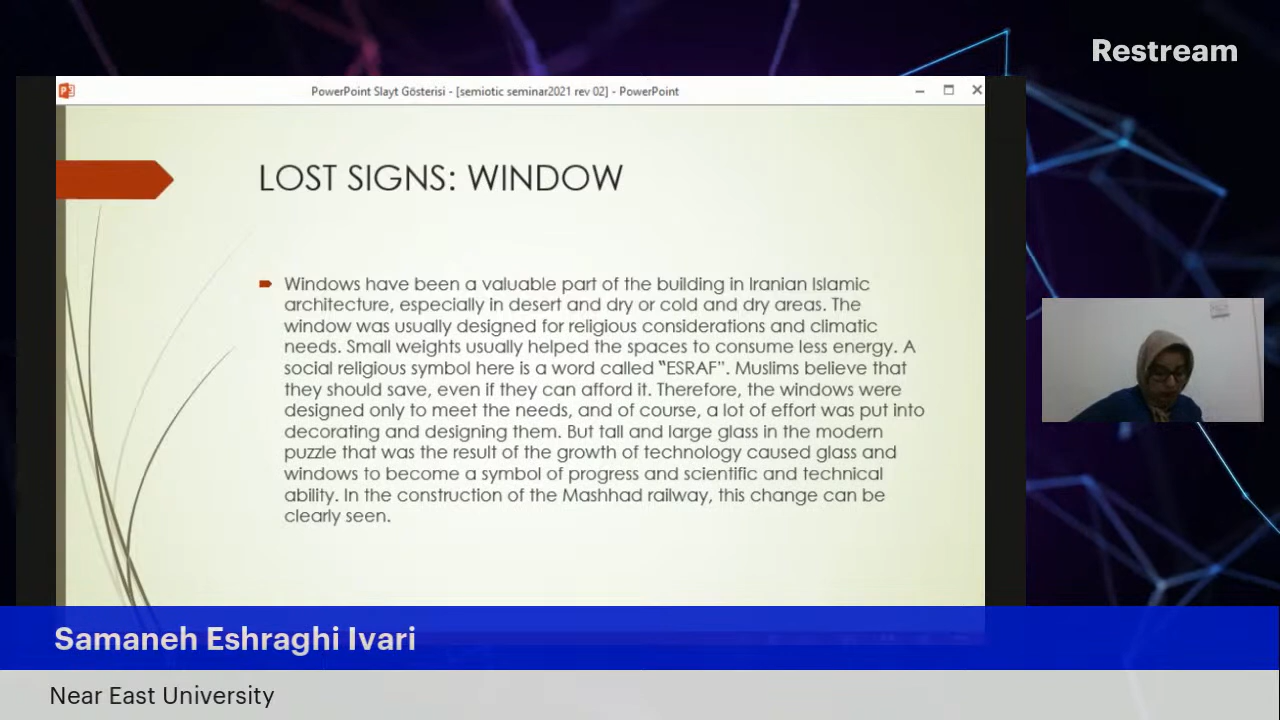 Restream
PowerPoint Slayt Gösterisi - [semiotic seminar2021 rev 02] - PowerPoint
LOST SIGNS: WINDOW
Windows have been a valuable part of the building in Iranian Islamic
architecture, especially in desert and dry or cold and dry areas. The
window was usually designed for religious considerations and climatic
needs. Small weights usually helped the spaces to consume less energy. A
social religious symbol here is a word called "ESRAF". Muslims believe that
they should save, even if they can afford it. Therefore, the windows were
designed only to meet the needs, and of course, a lot of effort was put into
decorating and designing them. But tall and large glass in the modern
puzzle that was the result of the growth of technology caused glass and
windows to become a symbol of progress and scientific and technical
ability. In the construction of the Mashhad railway, this change can be
clearly seen.
Samaneh Eshraghi Ivari
Near East University